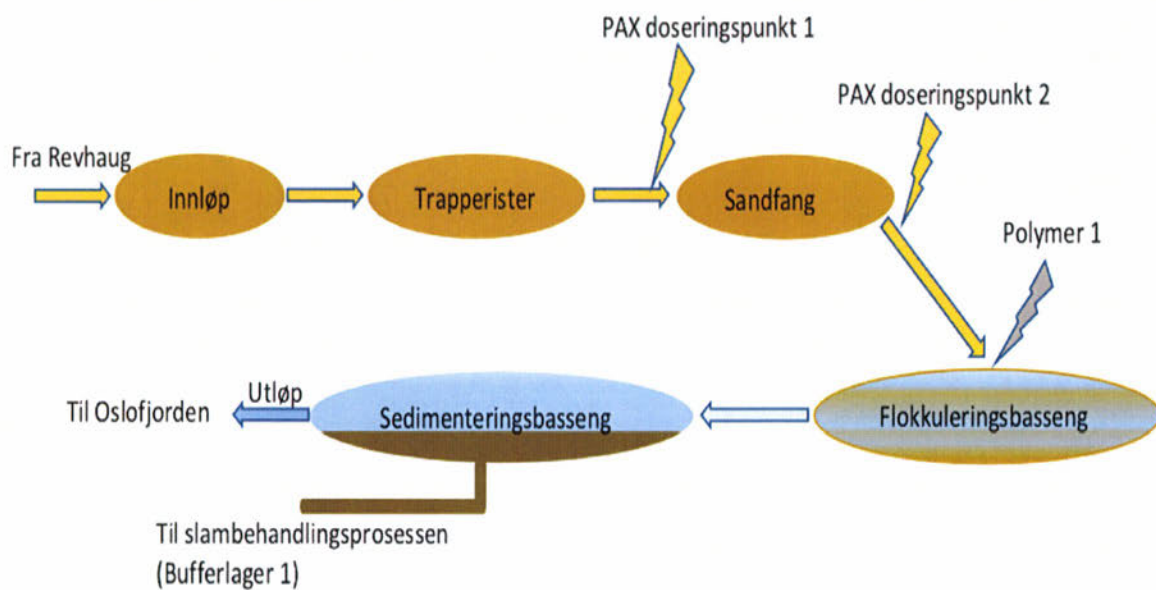 PAX doseringspunkt 1
PAX doseringspunkt 2
Fra Revhaug
Innløp
Trapperister
Sandfang
Polymer 1
Til Oslofjorden
Utløp
Sedimenteringsbasseng
Flokkuleringsbasseng
Til slambehandlingsprosessen
(Bufferlager 1)